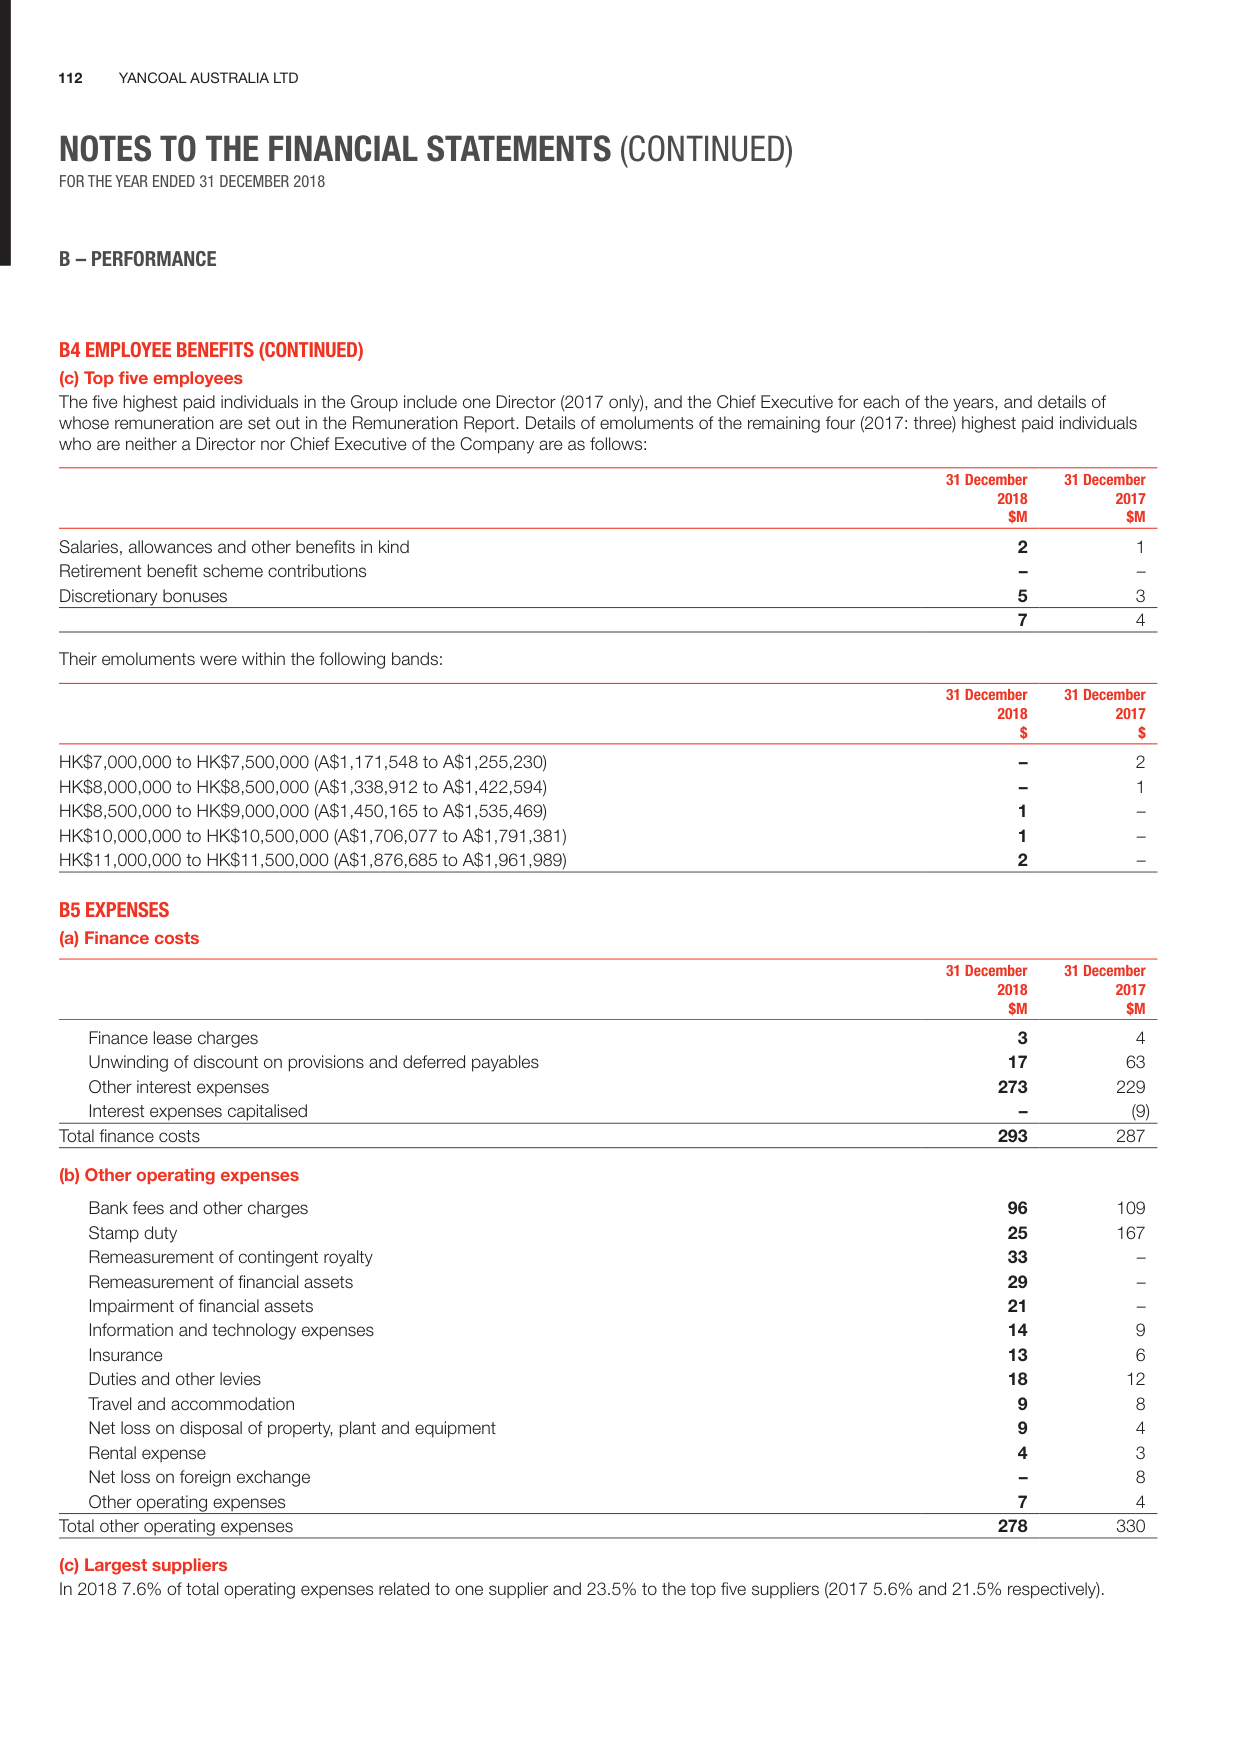 112 YANCOAL AUSTRALIA LTD
NOTES TO THE FINANCIAL STATEMENTS (CONTINUED)
FOR THE YEAR ENDED 31 DECEMBER 2018
B – PERFORMANCE
B4 EMPLOYEE BENEFITS (CONTINUED)
(c) Top five employees
The five highest paid individuals in the Group include one Director (2017 only), and the Chief Executive for each of the years, and details of
whose remuneration are set out in the Remuneration Report. Details of emoluments of the remaining four (2017: three) highest paid individuals
who are neither a Director nor Chief Executive of the Company are as follows:
31 December 31 December
2018 2017
$M $M
Salaries, allowances and other benefits in kind 2 1
Retirement benefit scheme contributions – –
Discretionary bonuses 5 3
7 4
Their emoluments were within the following bands:
31 December 31 December
2018 2017
$ $
HK$7,000,000 to HK$7,500,000 (A$1,171,548 to A$1,255,230) – 2
HK$8,000,000 to HK$8,500,000 (A$1,338,912 to A$1,422,594) – 1
HK$8,500,000 to HK$9,000,000 (A$1,450,165 to A$1,535,469) 1 –
HK$10,000,000 to HK$10,500,000 (A$1,706,077 to A$1,791,381) 1 –
HK$11,000,000 to HK$11,500,000 (A$1,876,685 to A$1,961,989) 2 –
B5 EXPENSES
(a) Finance costs
31 December 31 December
2018 2017
$M $M
Finance lease charges 3 4
Unwinding of discount on provisions and deferred payables 17 63
Other interest expenses 273 229
Interest expenses capitalised – (9)
Total finance costs 293 287
(b) Other operating expenses
Bank fees and other charges 96 109
Stamp duty 25 167
Remeasurement of contingent royalty 33 –
Remeasurement of financial assets 29 –
Impairment of financial assets 21 –
Information and technology expenses 14 9
Insurance 13 6
Duties and other levies 18 12
Travel and accommodation 9 8
Net loss on disposal of property, plant and equipment 9 4
Rental expense 4 3
Net loss on foreign exchange – 8
Other operating expenses 7 4
Total other operating expenses 278 330
(c) Largest suppliers
In 2018 7.6% of total operating expenses related to one supplier and 23.5% to the top five suppliers (2017 5.6% and 21.5% respectively).